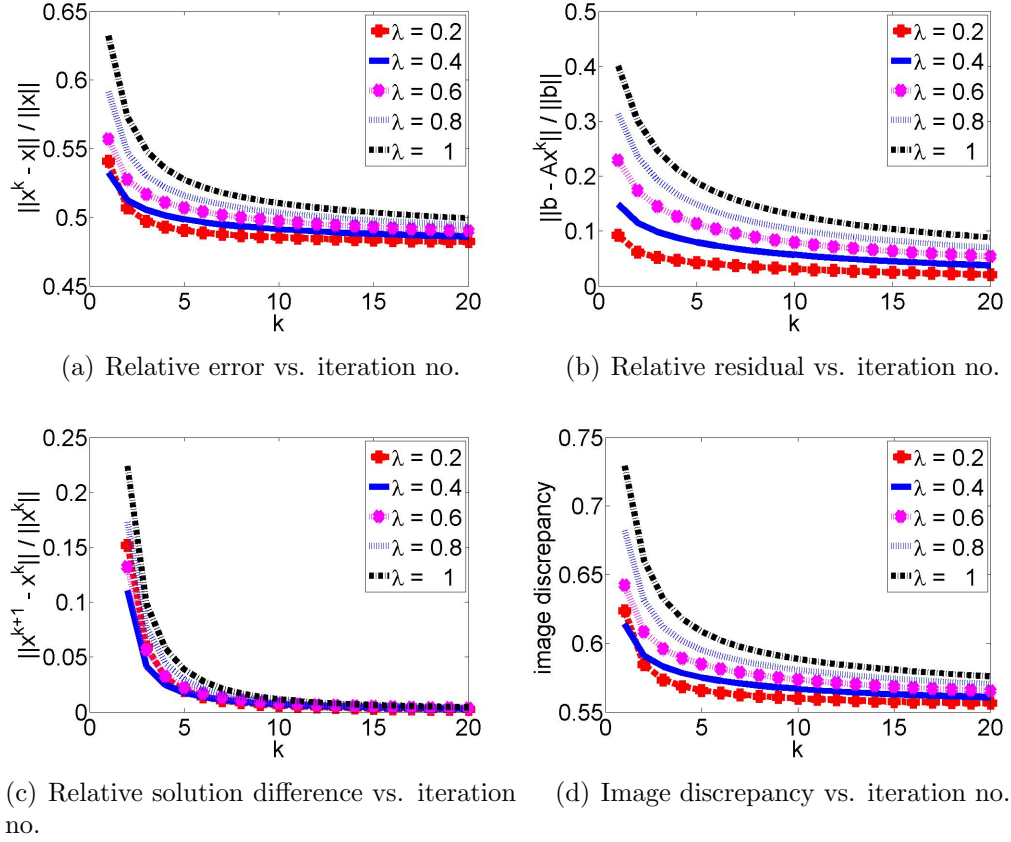 0.65
0.6
0.55
0.5
0.45
||x^k - x|| / ||x||
0 5 10 15 20
k
λ = 0.2
λ = 0.4
λ = 0.6
λ = 0.8
λ = 1
(a) Relative error vs. iteration no.
0.5
0.4
0.3
0.2
0.1
0
||b - Ax^k|| / ||b||
0 5 10 15 20
k
λ = 0.2
λ = 0.4
λ = 0.6
λ = 0.8
λ = 1
(b) Relative residual vs. iteration no.
0.25
0.2
0.15
0.1
0.05
0
||x^{k+1} - x^k|| / ||x^k||
0 5 10 15 20
k
λ = 0.2
λ = 0.4
λ = 0.6
λ = 0.8
λ = 1
(c) Relative solution difference vs. iteration
no.
0.75
0.7
0.65
0.6
0.55
image discrepancy
0 5 10 15 20
k
λ = 0.2
λ = 0.4
λ = 0.6
λ = 0.8
λ = 1
(d) Image discrepancy vs. iteration no.